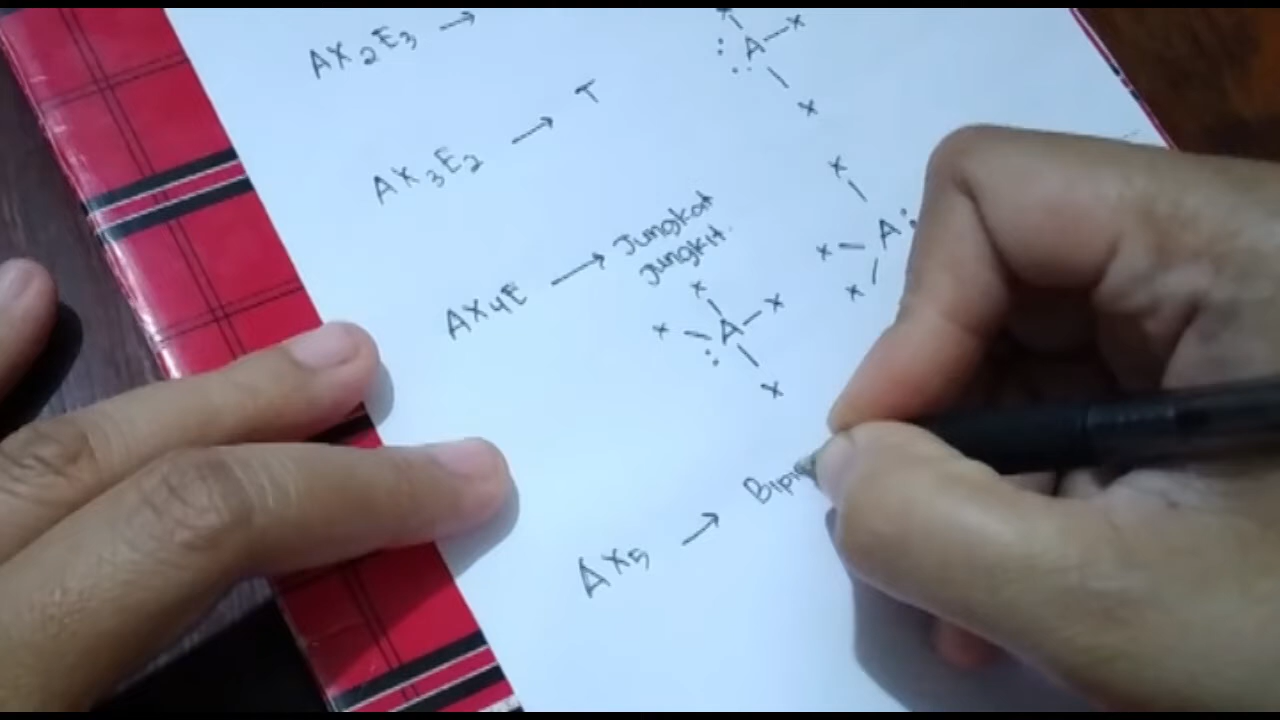 AX2E3 →
X
X
: A
..
X
AX3E2 → T
X
X A :
X
AX4E → Jungkat
Jungkit.
X
X A X
:
X
AX5 → Bipi